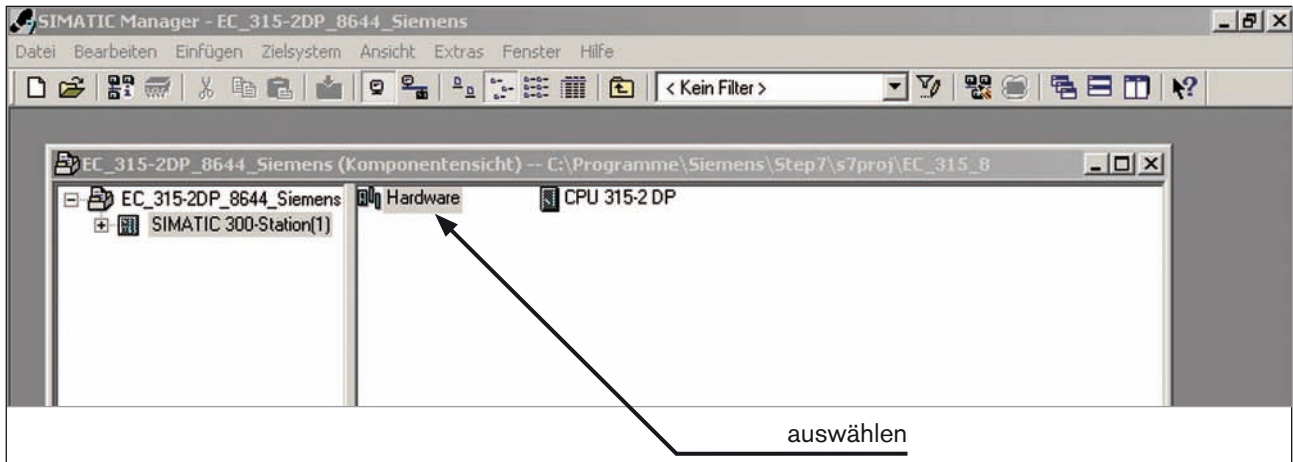 SIMATIC Manager - EC_315-2DP_8644_Siemens
Datei Bearbeiten Einfügen Zielsystem Ansicht Extras Fenster Hilfe
< Kein Filter >
EC_315-2DP_8644_Siemens (Komponentensicht) -- C:\Programme\Siemens\Step7\s7proj\EC_315_8
EC_315-2DP_8644_Siemens
Hardware
CPU 315-2 DP
SIMATIC 300-Station(1)
auswählen